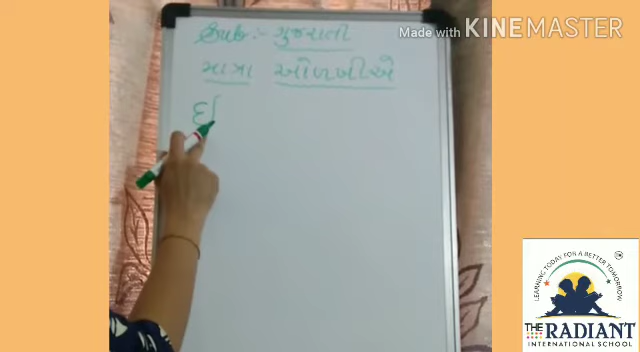 Made with KINEMASTER
Sub :- ગુજરાતી
માત્રા ઓળખીએ
LEARNING TODAY FOR A BETTER TOMORROW
THE RADIANT
INTERNATIONAL SCHOOL